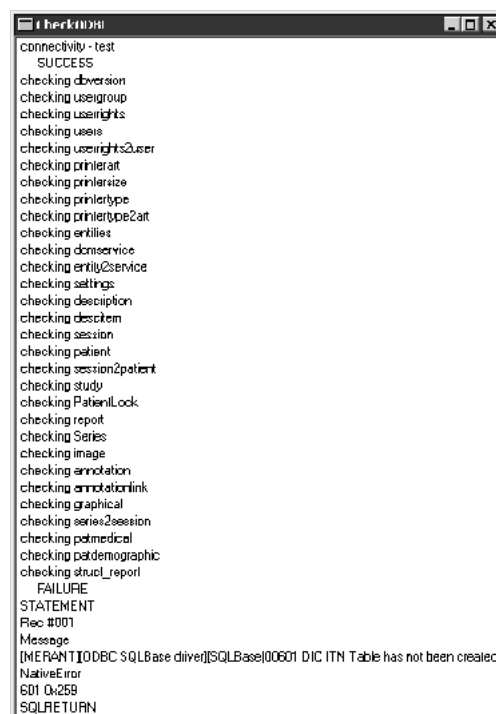 CheckODBC
connectivity - test
SUCCESS
checking dbversion
checking usergroup
checking userrights
checking users
checking userrights2user
checking printerart
checking printersize
checking printertype
checking printertype2art
checking entities
checking dcmservice
checking entity2service
checking settings
checking description
checking descitem
checking session
checking patient
checking session2patient
checking study
checking PatientLock
checking report
checking Series
checking image
checking annotation
checking annotationlink
checking graphical
checking series2session
checking patmedical
checking patdemographic
checking struct_report
FAILURE
STATEMENT
Rec #001
Message
[MERANT][ODBC SQLBase driver][SQLBase]00601 DIC ITN Table has not been created
NativeError
601 0x259
SQLRETURN